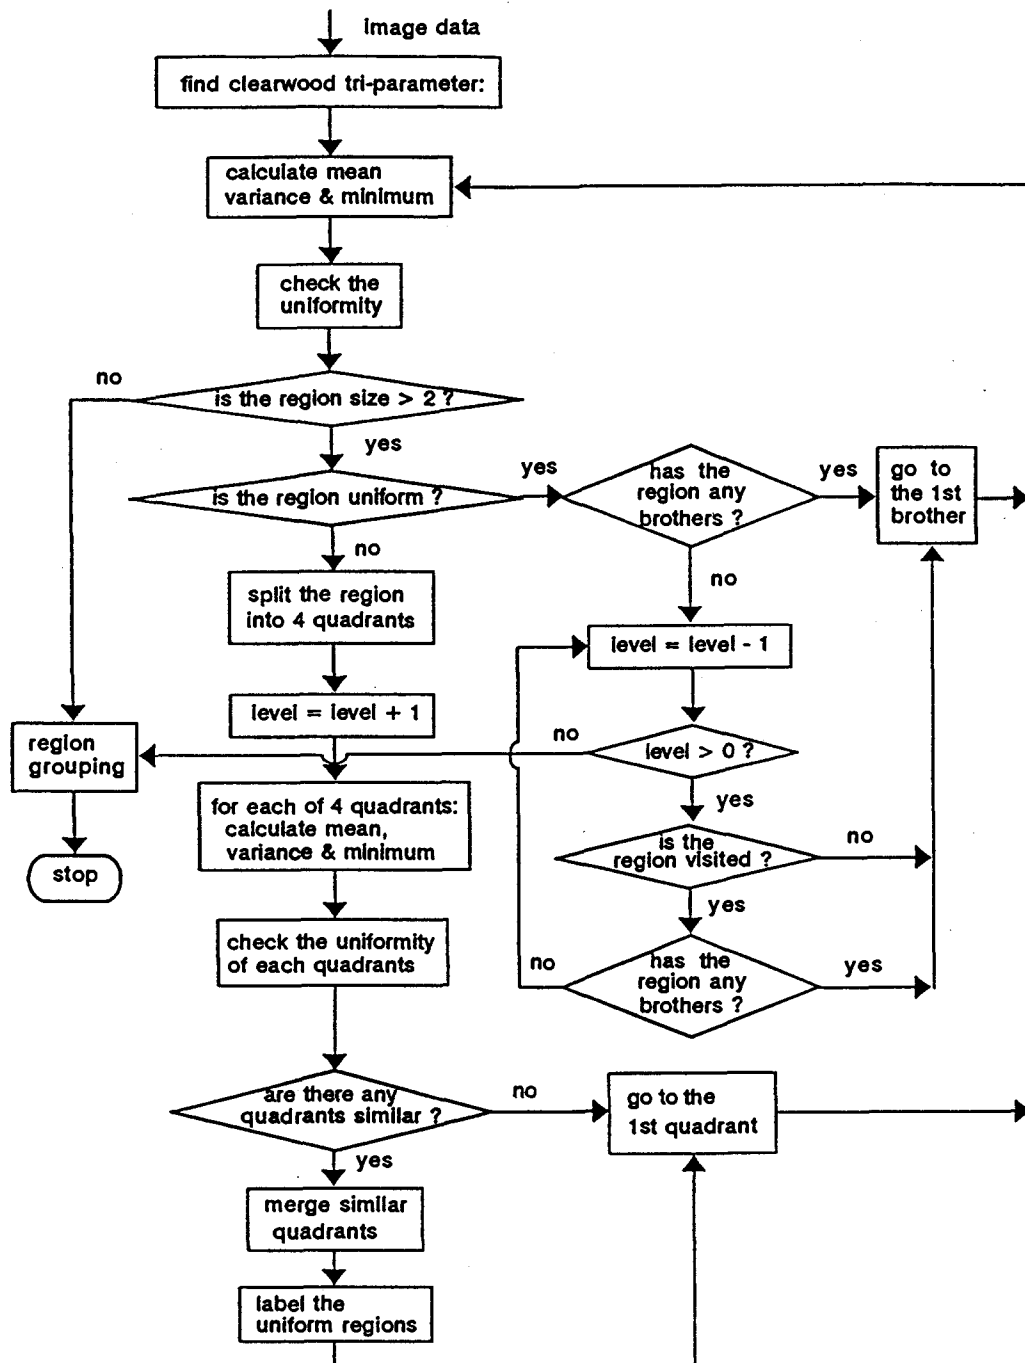 image data
find clearwood tri-parameter:
calculate mean
variance & minimum
check the
uniformity
no
is the region size > 2 ?
yes
is the region uniform ?
yes
has the
region any
brothers ?
yes
go to
the 1st
brother
no
no
split the region
into 4 quadrants
level = level - 1
level = level + 1
region
grouping
no
level > 0 ?
yes
for each of 4 quadrants:
calculate mean,
variance & minimum
is the
region visited ?
no
stop
yes
check the uniformity
of each quadrants
no
has the
region any
brothers ?
yes
are there any
quadrants similar ?
no
go to the
1st quadrant
yes
merge similar
quadrants
label the
uniform regions